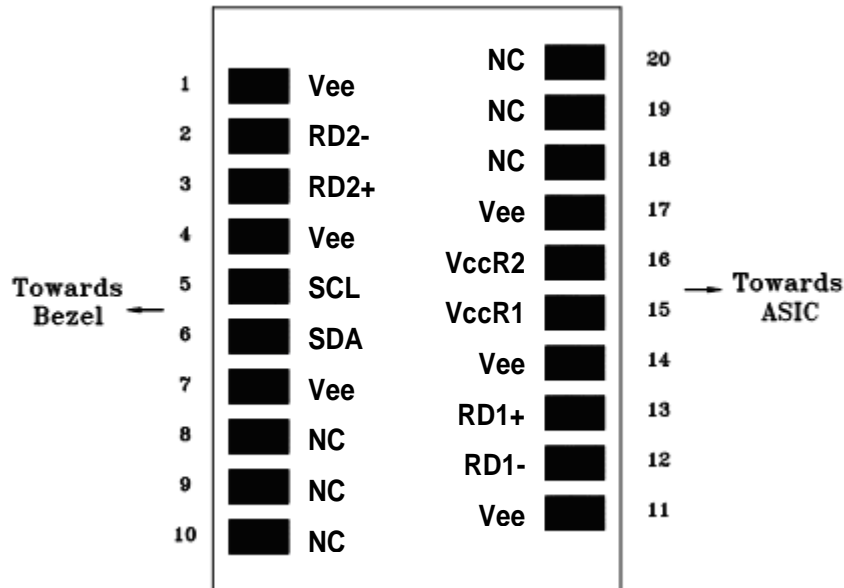 1 Vee
2 RD2-
3 RD2+
4 Vee
5 SCL
6 SDA
7 Vee
8 NC
9 NC
10 NC
Towards
Bezel
NC 20
NC 19
NC 18
Vee 17
VccR2 16
VccR1 15
Vee 14
RD1+ 13
RD1- 12
Vee 11
Towards
ASIC